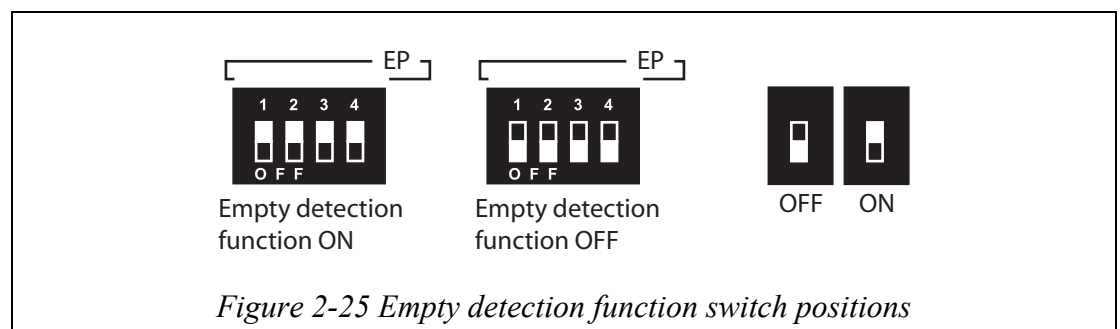 EP
1 2 3 4
OFF
Empty detection
function ON
EP
1 2 3 4
OFF
Empty detection
function OFF
OFF
ON
Figure 2-25 Empty detection function switch positions